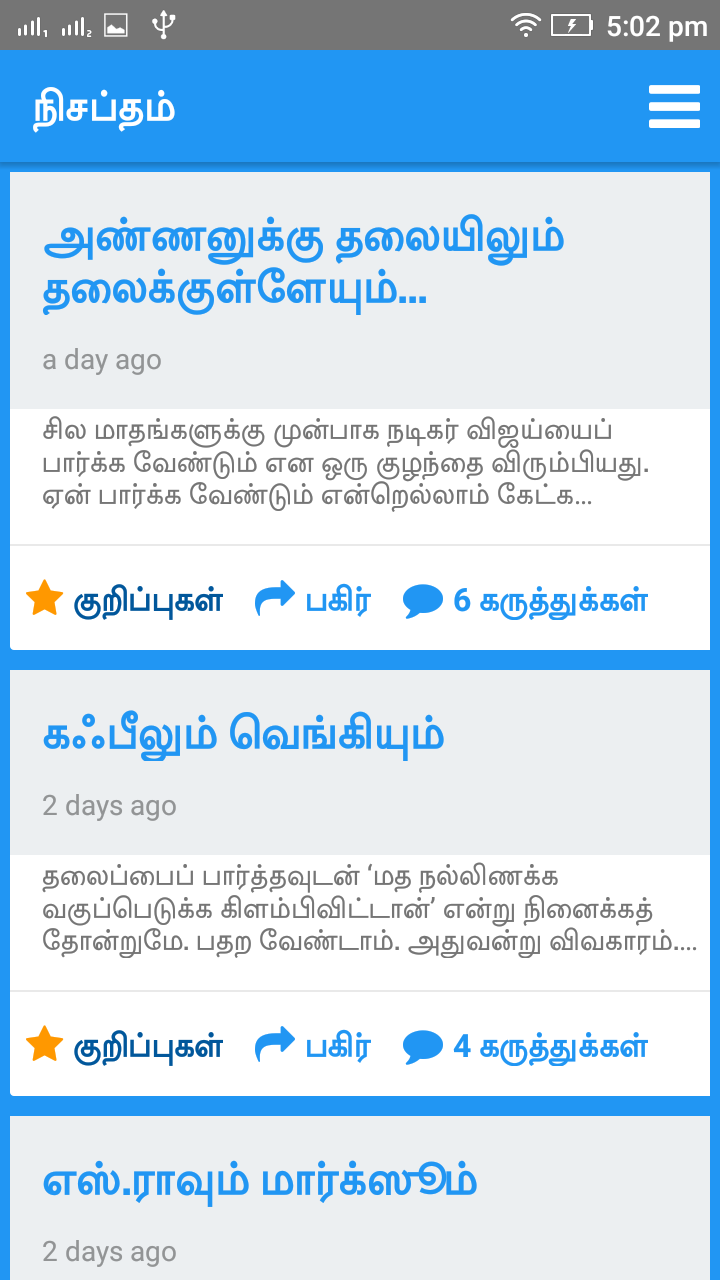 5:02 pm
நிசப்தம்
அண்ணனுக்கு தலையிலும்
தலைக்குள்ளேயும்...
a day ago
சில மாதங்களுக்கு முன்பாக நடிகர் விஜய்யைப்
பார்க்க வேண்டும் என ஒரு குழந்தை விரும்பியது.
ஏன் பார்க்க வேண்டும் என்றெல்லாம் கேட்க...
குறிப்புகள் பகிர் 6 கருத்துக்கள்
கஃபீலும் வெங்கியும்
2 days ago
தலைப்பைப் பார்த்தவுடன் ‘மத நல்லிணக்க
வகுப்பெடுக்க கிளம்பிவிட்டான்’ என்று நினைக்கத்
தோன்றுமே. பதற வேண்டாம். அதுவன்று விவகாரம்....
குறிப்புகள் பகிர் 4 கருத்துக்கள்
எஸ்.ராவும் மார்க்ஸூம்
2 days ago